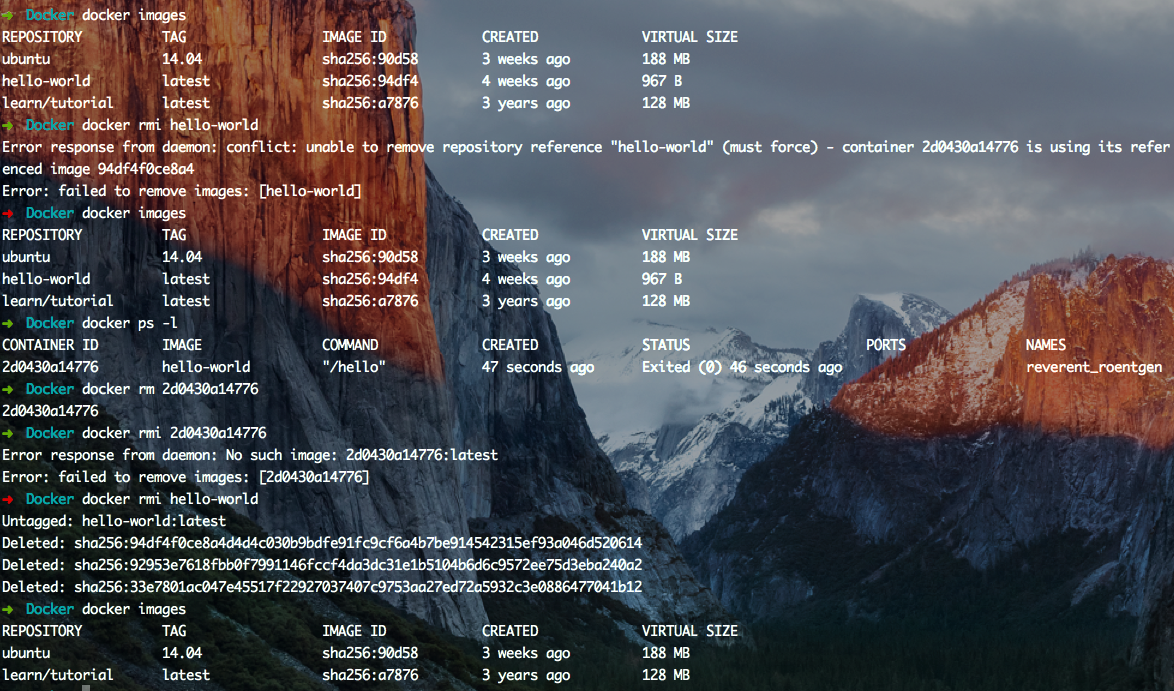 ➜ Docker docker images
REPOSITORY TAG IMAGE ID CREATED VIRTUAL SIZE
ubuntu 14.04 sha256:90d58 3 weeks ago 188 MB
hello-world latest sha256:94df4 4 weeks ago 967 B
learn/tutorial latest sha256:a7876 3 years ago 128 MB
➜ Docker docker rmi hello-world
Error response from daemon: conflict: unable to remove repository reference "hello-world" (must force) - container 2d0430a14776 is using its refer
enced image 94df4f0ce8a4
Error: failed to remove images: [hello-world]
➜ Docker docker images
REPOSITORY TAG IMAGE ID CREATED VIRTUAL SIZE
ubuntu 14.04 sha256:90d58 3 weeks ago 188 MB
hello-world latest sha256:94df4 4 weeks ago 967 B
learn/tutorial latest sha256:a7876 3 years ago 128 MB
➜ Docker docker ps -l
CONTAINER ID IMAGE COMMAND CREATED STATUS PORTS NAMES
2d0430a14776 hello-world "/hello" 47 seconds ago Exited (0) 46 seconds ago reverent_roentgen
➜ Docker docker rm 2d0430a14776
2d0430a14776
➜ Docker docker rmi 2d0430a14776
Error response from daemon: No such image: 2d0430a14776:latest
Error: failed to remove images: [2d0430a14776]
➜ Docker docker rmi hello-world
Untagged: hello-world:latest
Deleted: sha256:94df4f0ce8a4d4d4c030b9bdfe91fc9cf6a4b7be914542315ef93a046d520614
Deleted: sha256:92953e7618fbb0f7991146fccf4da3dc31e1b5104b6d6c9572ee75d3eba240a2
Deleted: sha256:33e7801ac047e45517f22927037407c9753aa27ed72a5932c3e0886477041b12
➜ Docker docker images
REPOSITORY TAG IMAGE ID CREATED VIRTUAL SIZE
ubuntu 14.04 sha256:90d58 3 weeks ago 188 MB
learn/tutorial latest sha256:a7876 3 years ago 128 MB